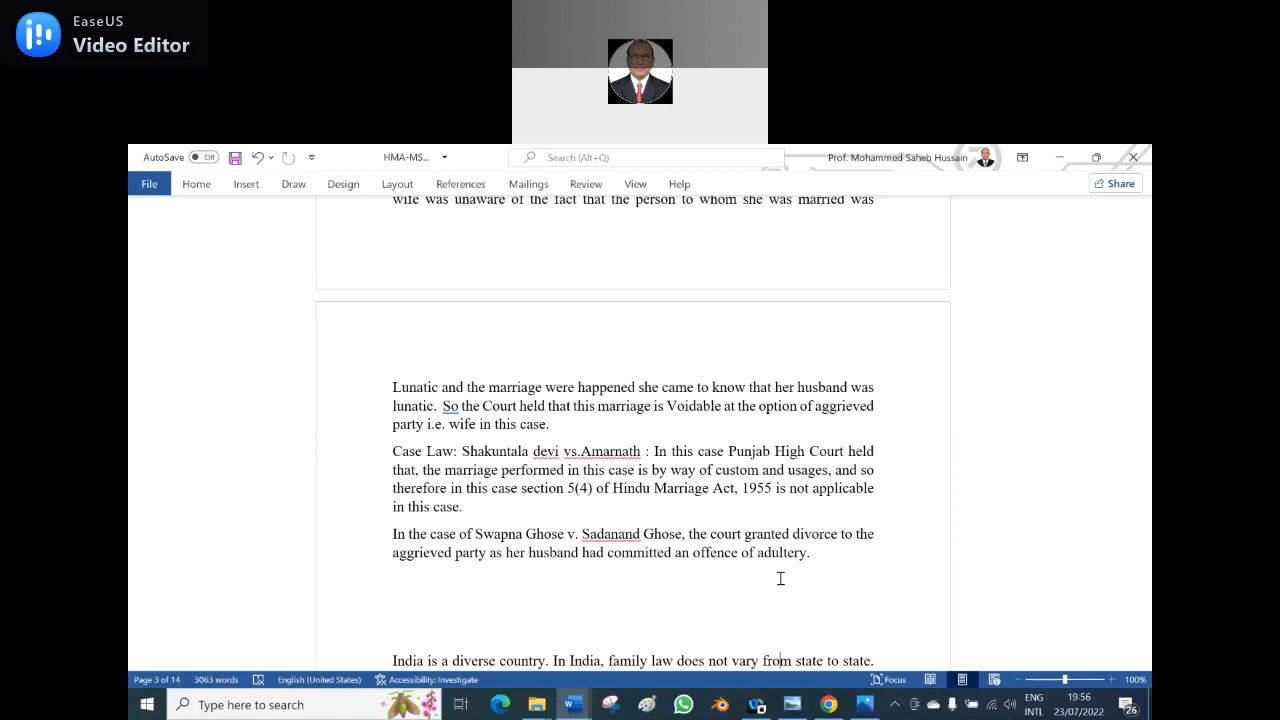 EaseUS
Video Editor
AutoSave Off HMA-MS... Search (Alt+Q) Prof. Mohammed Saheb Hussain
File Home Insert Draw Design Layout References Mailings Review View Help Share
wife was unaware of the fact that the person to whom she was married was
Lunatic and the marriage were happened she came to know that her husband was
lunatic. So the Court held that this marriage is Voidable at the option of aggrieved
party i.e. wife in this case.
Case Law: Shakuntala devi vs.Amarnath : In this case Punjab High Court held
that, the marriage performed in this case is by way of custom and usages, and so
therefore in this case section 5(4) of Hindu Marriage Act, 1955 is not applicable
in this case.
In the case of Swapna Ghose v. Sadanand Ghose, the court granted divorce to the
aggrieved party as her husband had committed an offence of adultery.
India is a diverse country. In India, family law does not vary from state to state.
Page 3 of 14 3063 words English (United States) Accessibility: Investigate Focus 100%
Type here to search ENG 19:56
INTL 23/07/2022 26